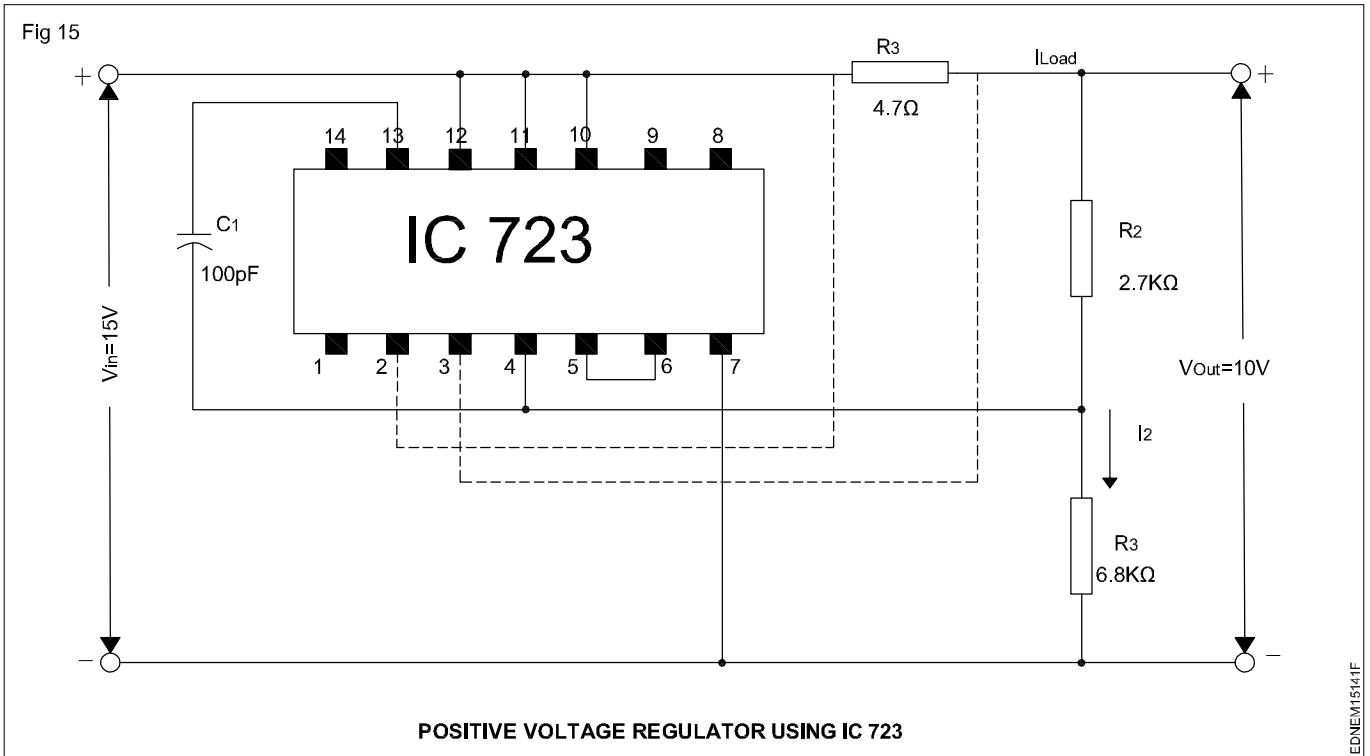 Fig 15
R3
ILoad
+
+
4.7Ω
14 13 12 11 10 9 8
C1
100pF
IC 723
R2
2.7KΩ
Vin=15V
VOut=10V
1 2 3 4 5 6 7
I2
R3
6.8KΩ
–
–
POSITIVE VOLTAGE REGULATOR USING IC 723
EDNEM15141F